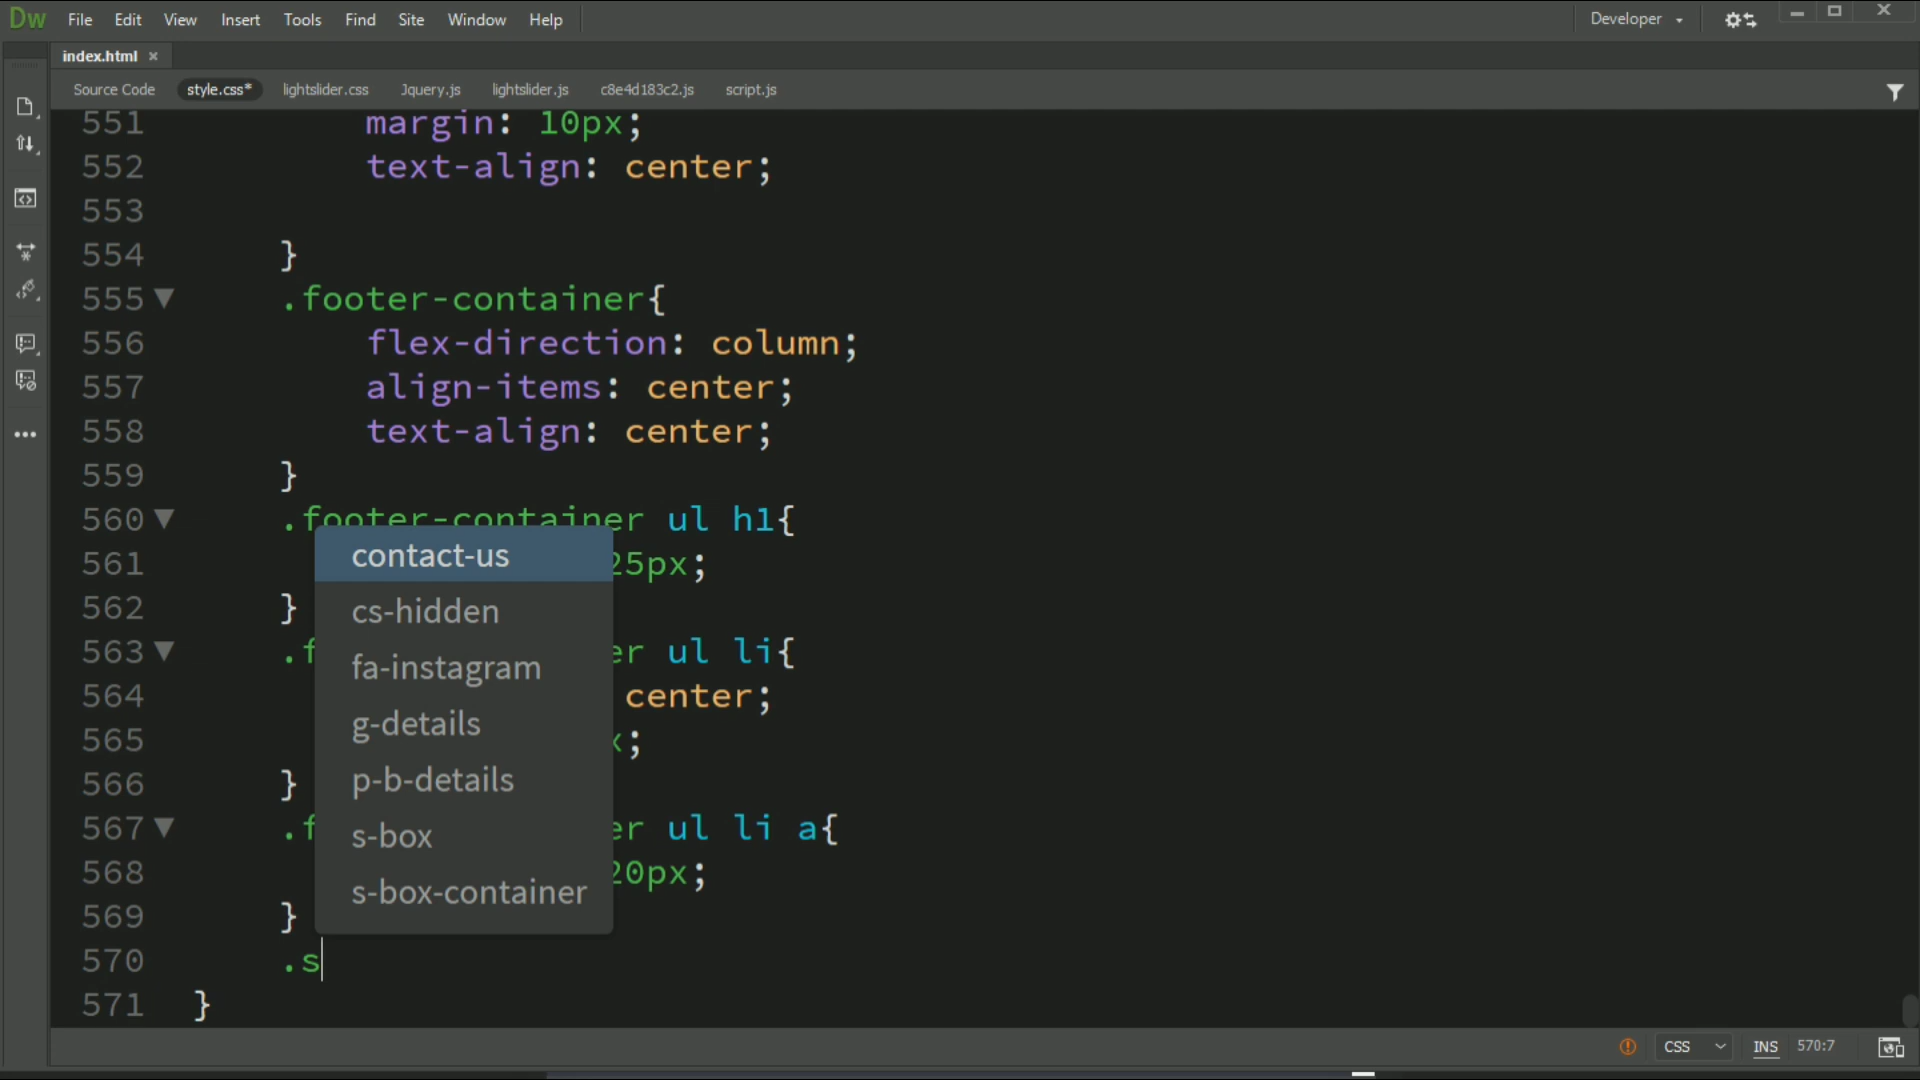 Dw File Edit View Insert Tools Find Site Window Help Developer
index.html ×
Source Code style.css* lightslider.css Jquery.js lightslider.js c8e4d183c2.js script.js
551 margin: 10px;
552 text-align: center;
553
554 }
555 .footer-container{
556 flex-direction: column;
557 align-items: center;
558 text-align: center;
559 }
560 .footer-container ul h1{
561 25px;
562 }
563 .f er ul li{
564 center;
565 x;
566 }
567 .f er ul li a{
568 20px;
569 }
570 .s
571 }
contact-us
cs-hidden
fa-instagram
g-details
p-b-details
s-box
s-box-container
CSS INS 570:7